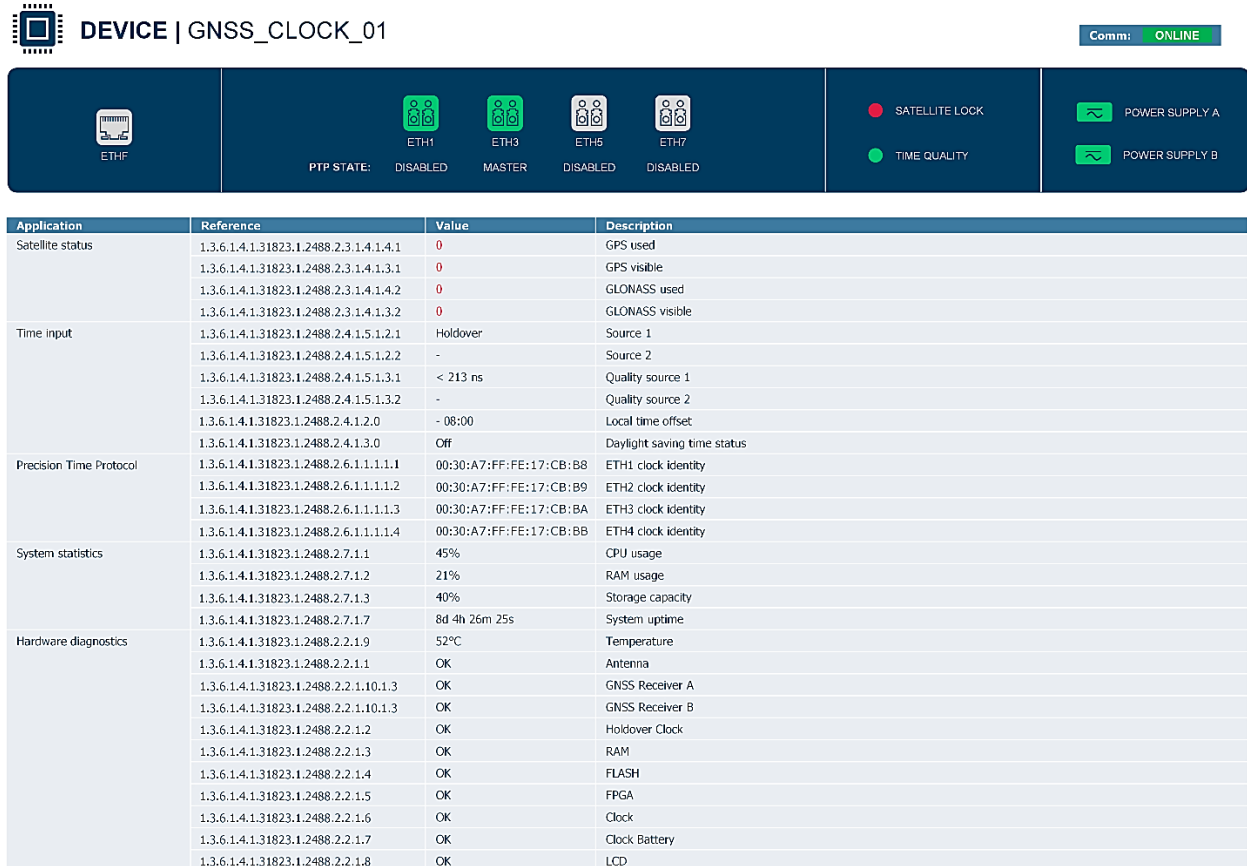 DEVICE | GNSS_CLOCK_01
Comm: ONLINE
ETHF
ETH1 ETH3 ETH5 ETH7
PTP STATE: DISABLED MASTER DISABLED DISABLED
SATELLITE LOCK
TIME QUALITY
POWER SUPPLY A
POWER SUPPLY B
Application Reference Value Description
Satellite status 1.3.6.1.4.1.31823.1.2488.2.3.1.4.1.4.1 0 GPS used
1.3.6.1.4.1.31823.1.2488.2.3.1.4.1.3.1 0 GPS visible
1.3.6.1.4.1.31823.1.2488.2.3.1.4.1.4.2 0 GLONASS used
1.3.6.1.4.1.31823.1.2488.2.3.1.4.1.3.2 0 GLONASS visible
Time input 1.3.6.1.4.1.31823.1.2488.2.4.1.5.1.2.1 Holdover Source 1
1.3.6.1.4.1.31823.1.2488.2.4.1.5.1.2.2 - Source 2
1.3.6.1.4.1.31823.1.2488.2.4.1.5.1.3.1 < 213 ns Quality source 1
1.3.6.1.4.1.31823.1.2488.2.4.1.5.1.3.2 - Quality source 2
1.3.6.1.4.1.31823.1.2488.2.4.1.2.0 - 08:00 Local time offset
1.3.6.1.4.1.31823.1.2488.2.4.1.3.0 Off Daylight saving time status
Precision Time Protocol 1.3.6.1.4.1.31823.1.2488.2.6.1.1.1.1.1 00:30:A7:FF:FE:17:CB:B8 ETH1 clock identity
1.3.6.1.4.1.31823.1.2488.2.6.1.1.1.1.2 00:30:A7:FF:FE:17:CB:B9 ETH2 clock identity
1.3.6.1.4.1.31823.1.2488.2.6.1.1.1.1.3 00:30:A7:FF:FE:17:CB:BA ETH3 clock identity
1.3.6.1.4.1.31823.1.2488.2.6.1.1.1.1.4 00:30:A7:FF:FE:17:CB:BB ETH4 clock identity
System statistics 1.3.6.1.4.1.31823.1.2488.2.7.1.1 45% CPU usage
1.3.6.1.4.1.31823.1.2488.2.7.1.2 21% RAM usage
1.3.6.1.4.1.31823.1.2488.2.7.1.3 40% Storage capacity
1.3.6.1.4.1.31823.1.2488.2.7.1.7 8d 4h 26m 25s System uptime
Hardware diagnostics 1.3.6.1.4.1.31823.1.2488.2.2.1.9 52°C Temperature
1.3.6.1.4.1.31823.1.2488.2.2.1.1 OK Antenna
1.3.6.1.4.1.31823.1.2488.2.2.1.10.1.3 OK GNSS Receiver A
1.3.6.1.4.1.31823.1.2488.2.2.1.10.1.3 OK GNSS Receiver B
1.3.6.1.4.1.31823.1.2488.2.2.1.2 OK Holdover Clock
1.3.6.1.4.1.31823.1.2488.2.2.1.3 OK RAM
1.3.6.1.4.1.31823.1.2488.2.2.1.4 OK FLASH
1.3.6.1.4.1.31823.1.2488.2.2.1.5 OK FPGA
1.3.6.1.4.1.31823.1.2488.2.2.1.6 OK Clock
1.3.6.1.4.1.31823.1.2488.2.2.1.7 OK Clock Battery
1.3.6.1.4.1.31823.1.2488.2.2.1.8 OK LCD